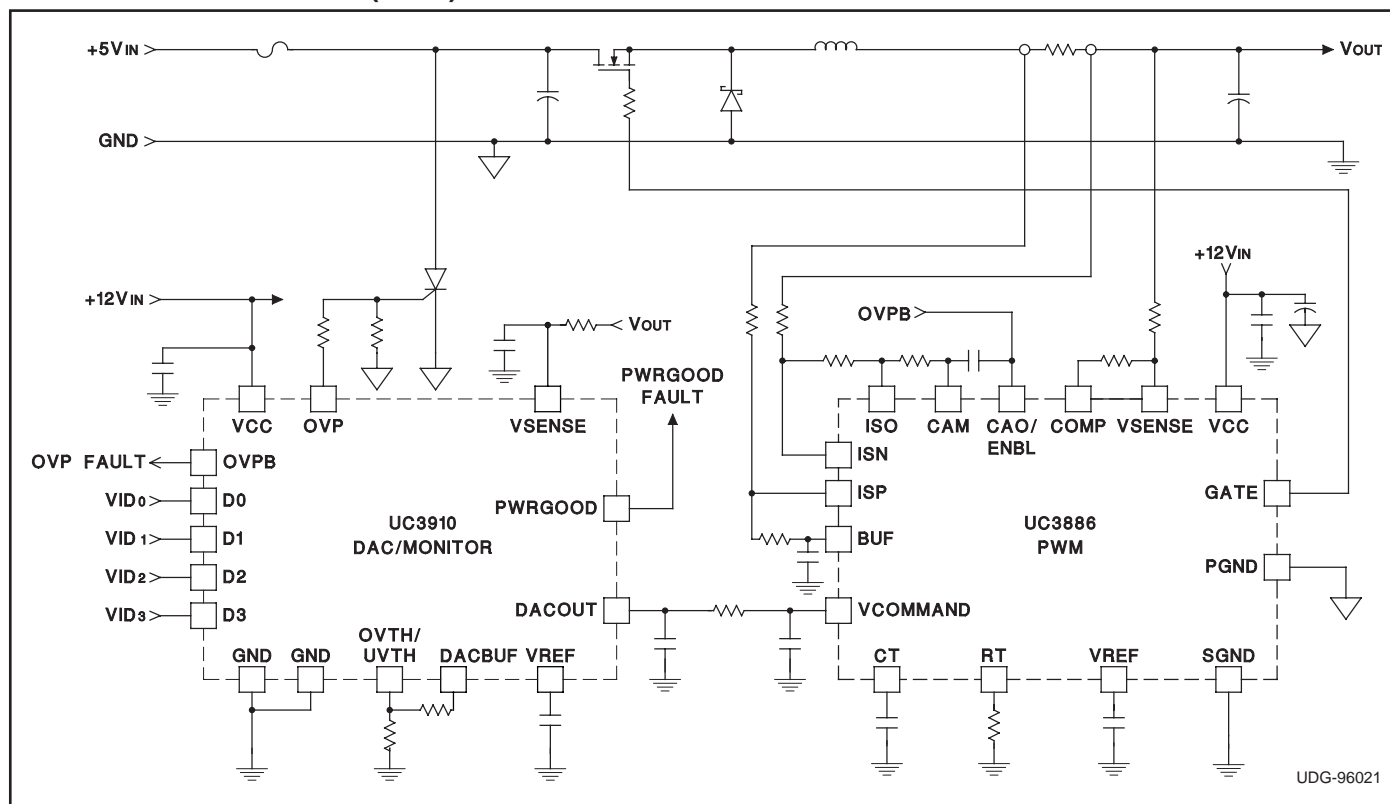 +5VIN
VOUT
GND
+12VIN
+12VIN
OVPB
VOUT
PWRGOOD
FAULT
VCC
OVP
VSENSE
ISO
CAM
CAO/
ENBL
COMP
VSENSE
VCC
OVP FAULT
OVPB
ISN
VID0
D0
PWRGOOD
ISP
GATE
VID1
D1
UC3910
DAC/MONITOR
BUF
UC3886
PWM
VID2
D2
PGND
VID3
D3
DACOUT
VCOMMAND
GND
GND
OVTH/
UVTH
DACBUF
VREF
CT
RT
VREF
SGND
UDG-96021